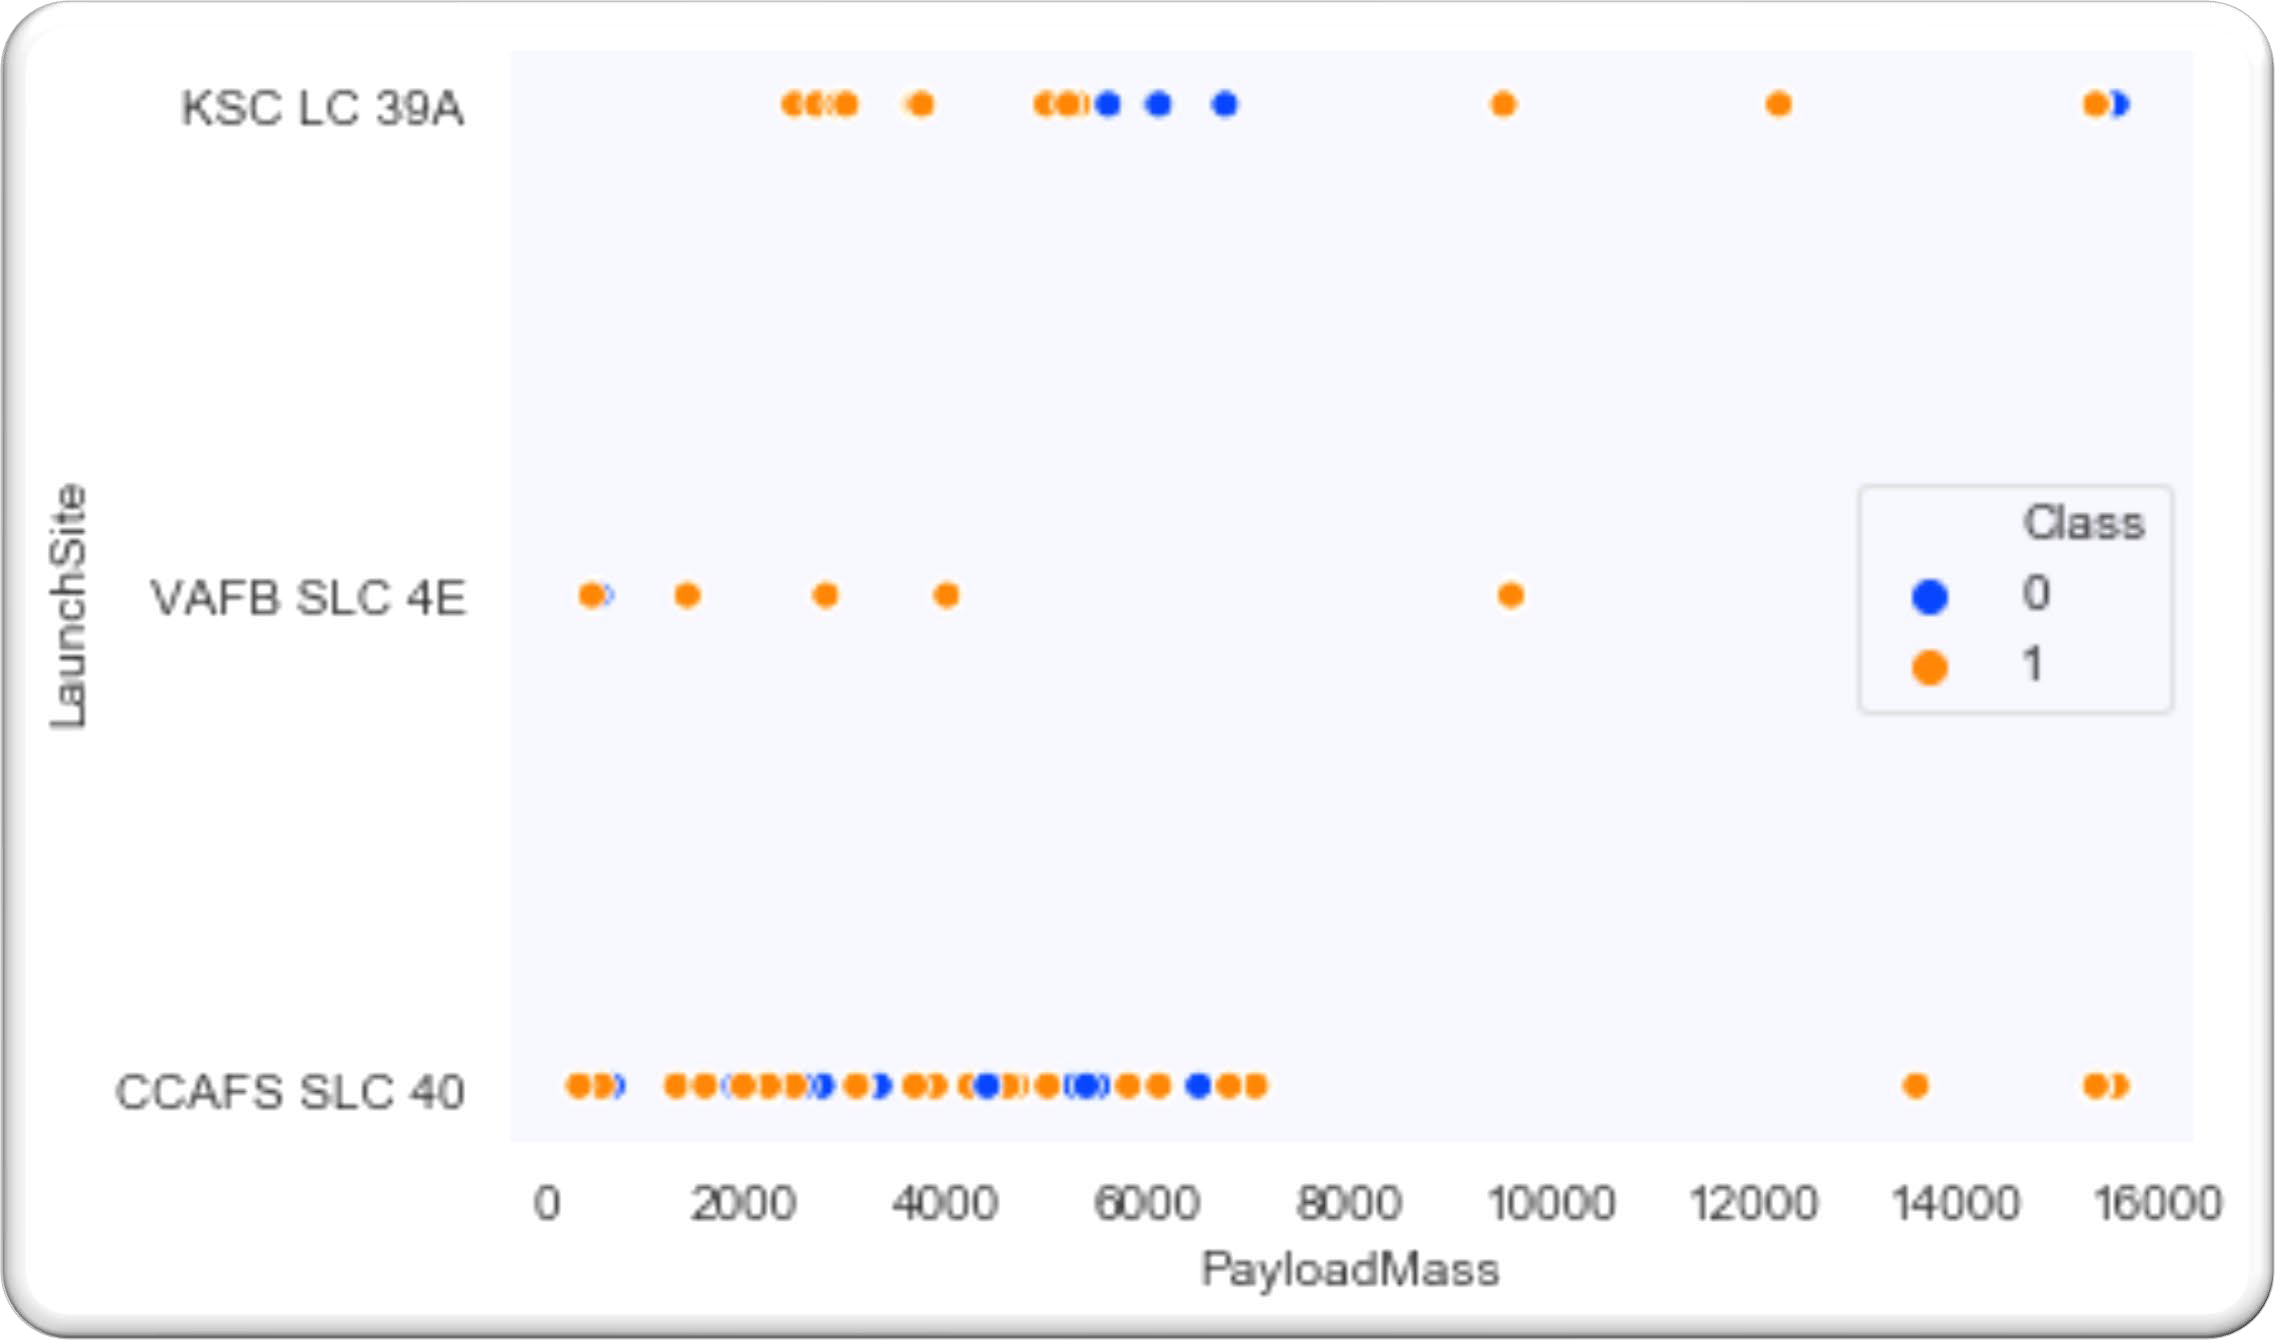 KSC LC 39A
VAFB SLC 4E
CCAFS SLC 40
LaunchSite
Class
0
1
0 2000 4000 6000 8000 10000 12000 14000 16000
PayloadMass